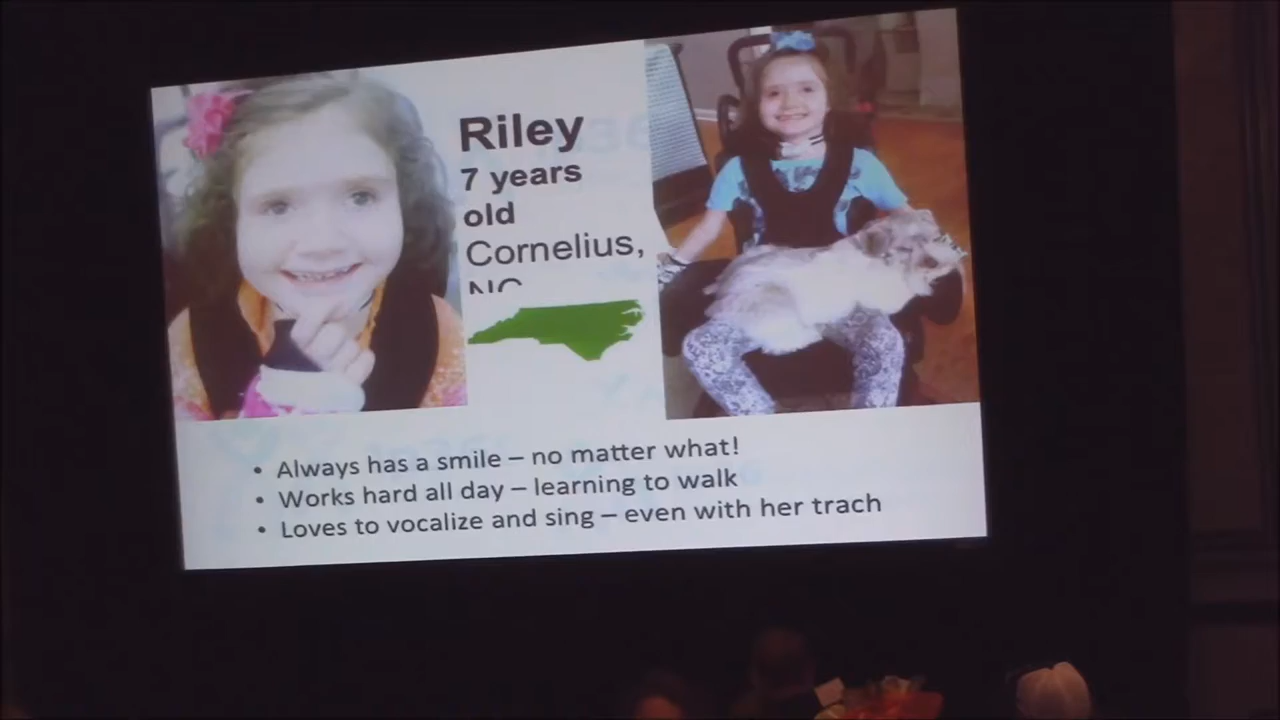 Riley
7 years
old
Cornelius,
NC
• Always has a smile – no matter what!
• Works hard all day – learning to walk
• Loves to vocalize and sing – even with her trach